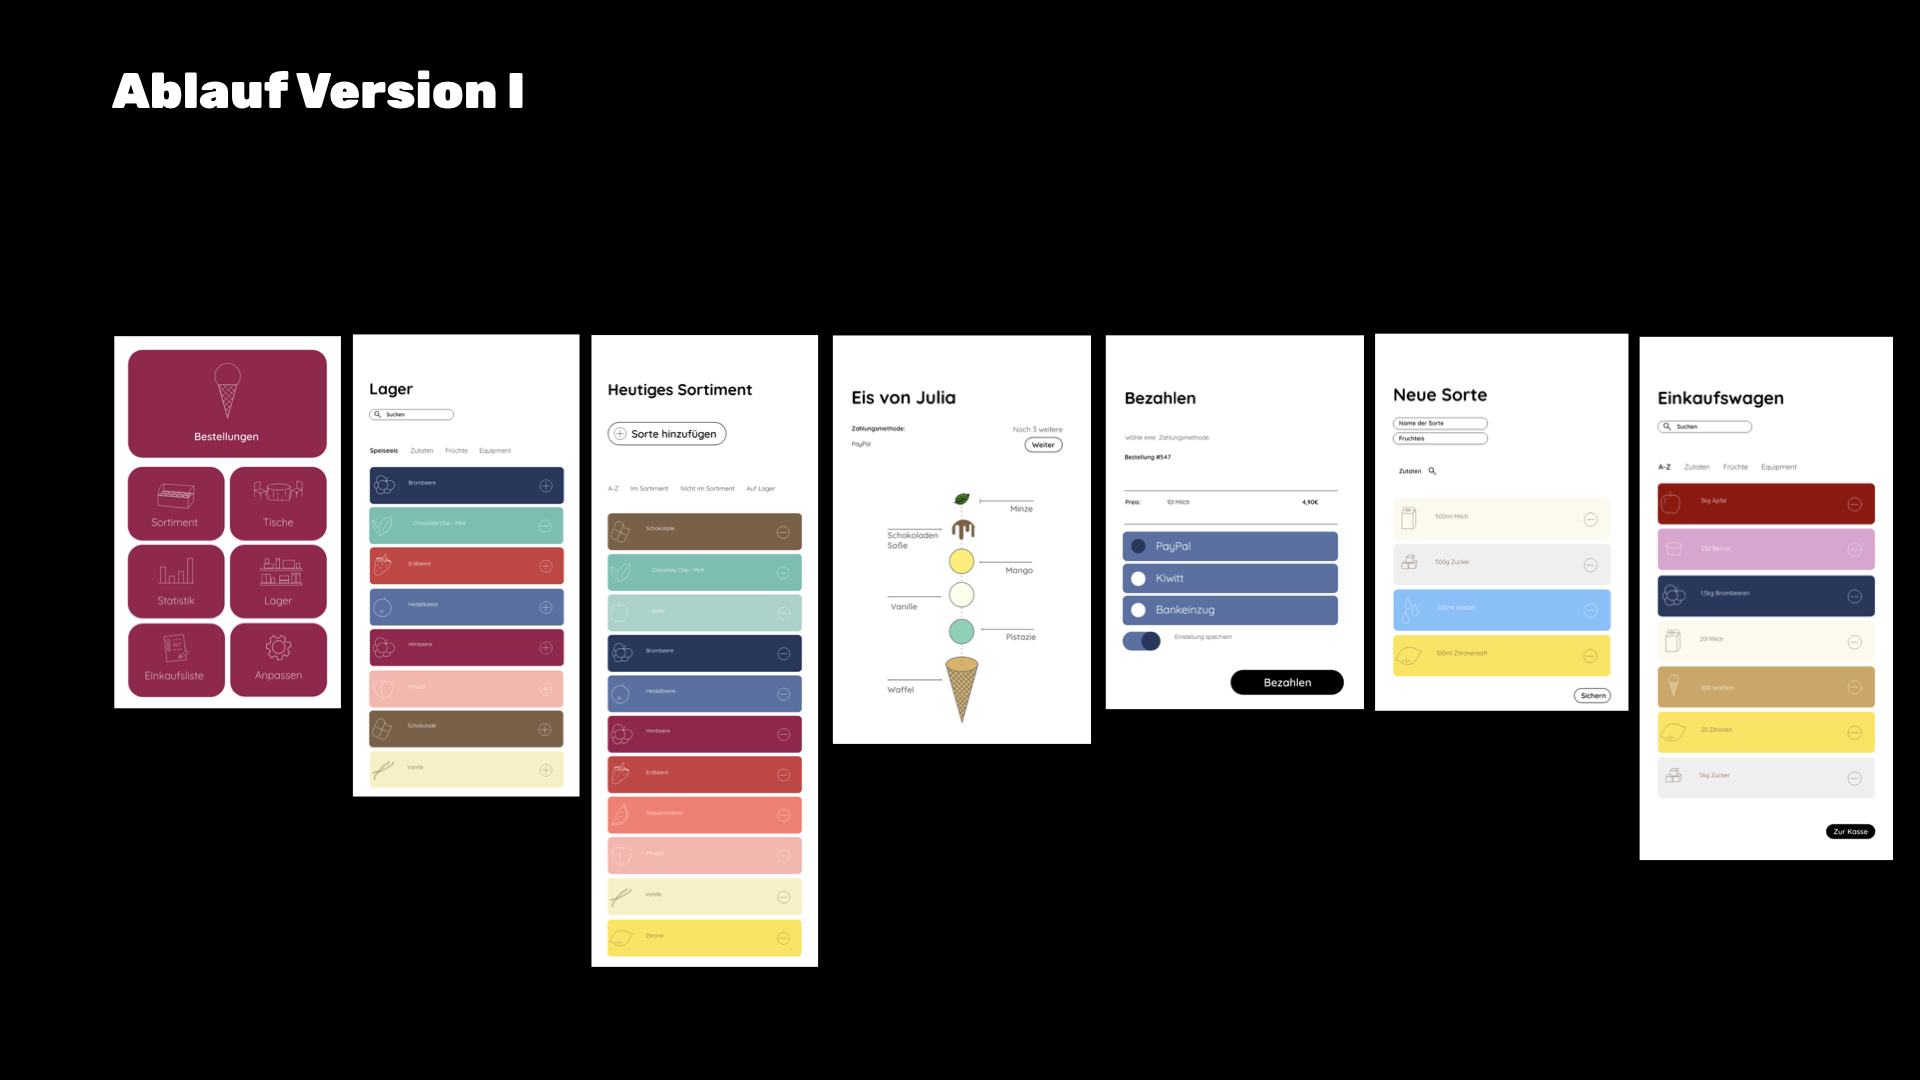 Ablauf Version I
Bestellungen
Sortiment
Tische
Statistik
Lager
Einkaufsliste
Anpassen
Lager
Suchen
Speiseeis Zutaten Früchte Equipment
Brombeere
Chocolate Chip - Mint
Erdbeere
Heidelbeere
Himbeere
Pfirsich
Schokolade
Vanille
Heutiges Sortiment
Sorte hinzufügen
A-Z Im Sortiment Nicht im Sortiment Auf Lager
Schokolade
Chocolate Chip - Mint
Apfel
Brombeere
Heidelbeere
Himbeere
Erdbeere
Wassermelone
Pfirsich
Vanille
Zitrone
Eis von Julia
Zahlungsmethode:
PayPal
Noch 3 weitere
Weiter
Minze
Schokoladen
Soße
Mango
Vanille
Pistazie
Waffel
Bezahlen
Wähle eine Zahlungsmethode
Bestellung #547
Preis: 10l Milch 4,90€
PayPal
Kiwitt
Bankeinzug
Einstellung speichern
Bezahlen
Neue Sorte
Name der Sorte
Fruchteis
Zutaten
500ml Milch
500g Zucker
200ml Wasser
100ml Zitronensaft
Sichern
Einkaufswagen
Suchen
A-Z Zutaten Früchte Equipment
3kg Äpfel
250 Becher
1,5kg Brombeeren
20l Milch
300 Waffeln
20 Zitronen
5kg Zucker
Zur Kasse